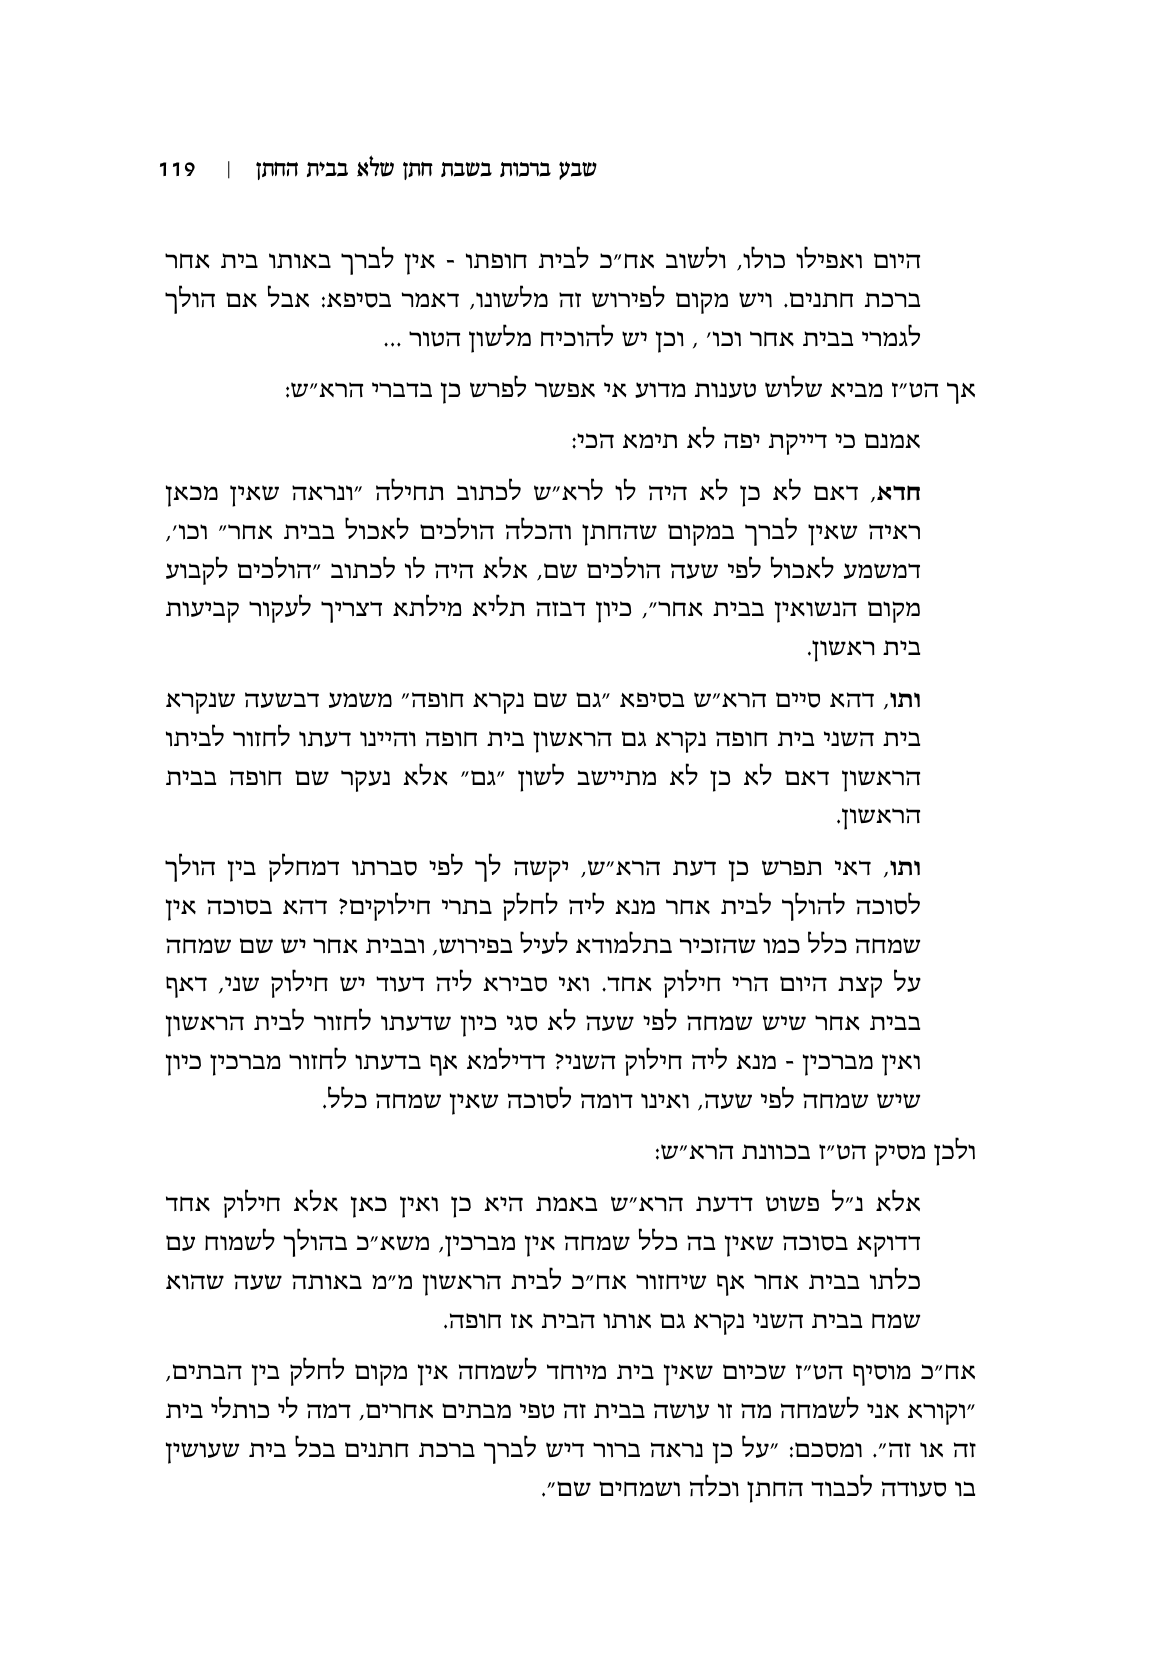 שבע ברכות בשבת חתן שלא בבית החתן | 119
היום ואפילו כולו, ולשוב אח״כ לבית חופתו - אין לברך באותו בית אחר
ברכת חתנים. ויש מקום לפירוש זה מלשונו, דאמר בסיפא: אבל אם הולך
לגמרי בבית אחר וכו׳ , וכן יש להוכיח מלשון הטור ...
אך הט״ז מביא שלוש טענות מדוע אי אפשר לפרש כן בדברי הרא״ש:
אמנם כי דייקת יפה לא תימא הכי:
חדא, דאם לא כן לא היה לו לרא״ש לכתוב תחילה ״ונראה שאין מכאן
ראיה שאין לברך במקום שהחתן והכלה הולכים לאכול בבית אחר״ וכו׳,
דמשמע לאכול לפי שעה הולכים שם, אלא היה לו לכתוב ״הולכים לקבוע
מקום הנשואין בבית אחר״, כיון דבזה תליא מילתא דצריך לעקור קביעות
בית ראשון.
ותו, דהא סיים הרא״ש בסיפא ״גם שם נקרא חופה״ משמע דבשעה שנקרא
בית השני בית חופה נקרא גם הראשון בית חופה והיינו דעתו לחזור לביתו
הראשון דאם לא כן לא מתיישב לשון ״גם״ אלא נעקר שם חופה בבית
הראשון.
ותו, דאי תפרש כן דעת הרא״ש, יקשה לך לפי סברתו דמחלק בין הולך
לסוכה להולך לבית אחר מנא ליה לחלק בתרי חילוקים? דהא בסוכה אין
שמחה כלל כמו שהזכיר בתלמודא לעיל בפירוש, ובבית אחר יש שם שמחה
על קצת היום הרי חילוק אחד. ואי סבירא ליה דעוד יש חילוק שני, דאף
בבית אחר שיש שמחה לפי שעה לא סגי כיון שדעתו לחזור לבית הראשון
ואין מברכין - מנא ליה חילוק השני? דדילמא אף בדעתו לחזור מברכין כיון
שיש שמחה לפי שעה, ואינו דומה לסוכה שאין שמחה כלל.
ולכן מסיק הט״ז בכוונת הרא״ש:
אלא נ״ל פשוט דדעת הרא״ש באמת היא כן ואין כאן אלא חילוק אחד
דדוקא בסוכה שאין בה כלל שמחה אין מברכין, משא״כ בהולך לשמוח עם
כלתו בבית אחר אף שיחזור אח״כ לבית הראשון מ״מ באותה שעה שהוא
שמח בבית השני נקרא גם אותו הבית אז חופה.
אח״כ מוסיף הט״ז שכיום שאין בית מיוחד לשמחה אין מקום לחלק בין הבתים,
״וקורא אני לשמחה מה זו עושה בבית זה טפי מבתים אחרים, דמה לי כותלי בית
זה או זה״. ומסכם: ״על כן נראה ברור דיש לברך ברכת חתנים בכל בית שעושין
בו סעודה לכבוד החתן וכלה ושמחים שם״.